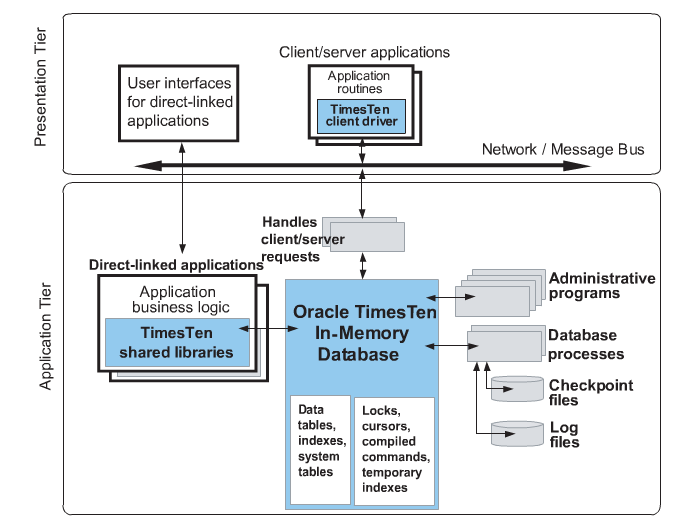 Presentation Tier
Client/server applications
User interfaces
for direct-linked
applications
Application
routines
TimesTen
client driver
Network / Message Bus
Application Tier
Handles
client/server
requests
Direct-linked applications
Application
business logic
TimesTen
shared libraries
Oracle TimesTen
In-Memory
Database
Administrative
programs
Database
processes
Checkpoint
files
Log
files
Data
tables,
indexes,
system
tables
Locks,
cursors,
compiled
commands,
temporary
indexes